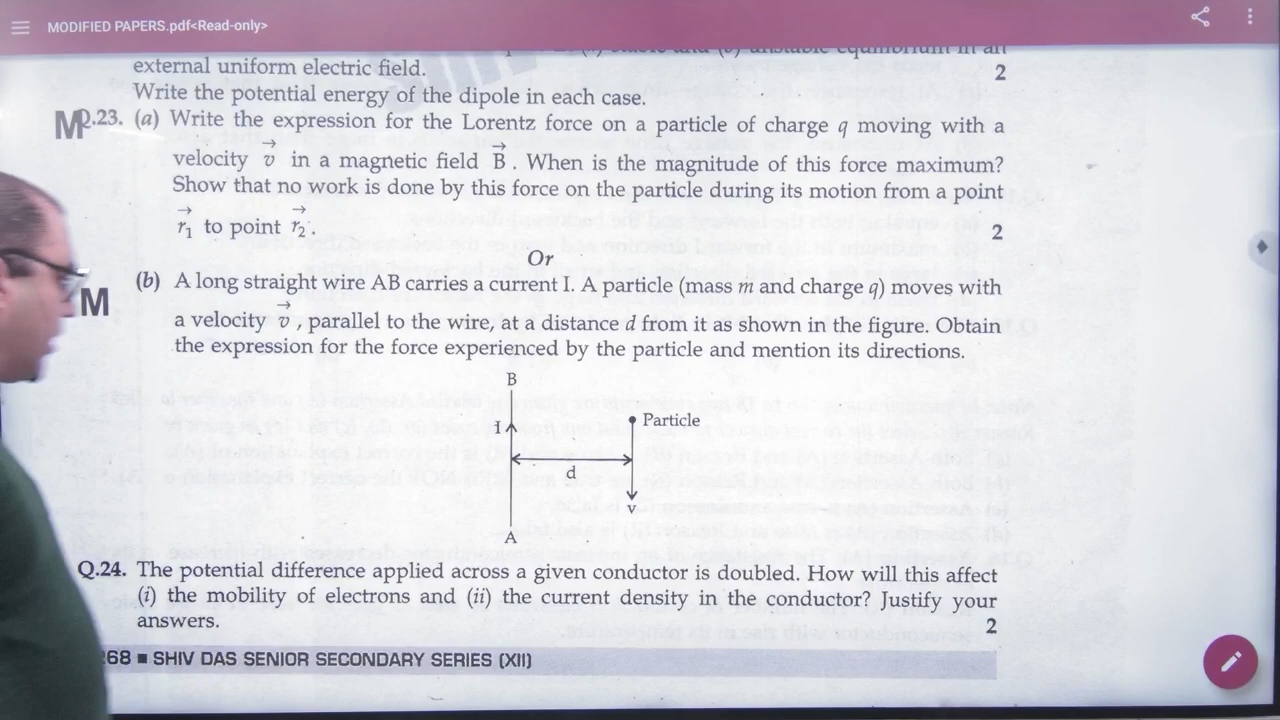 MODIFIED PAPERS.pdf<Read-only>
external uniform electric field. 2
Write the potential energy of the dipole in each case.
M Q.23. (a) Write the expression for the Lorentz force on a particle of charge q moving with a
velocity v⃗ in a magnetic field B⃗. When is the magnitude of this force maximum?
Show that no work is done by this force on the particle during its motion from a point
r⃗₁ to point r⃗₂. 2
Or
M (b) A long straight wire AB carries a current I. A particle (mass m and charge q) moves with
a velocity v⃗, parallel to the wire, at a distance d from it as shown in the figure. Obtain
the expression for the force experienced by the particle and mention its directions.
B
I
Particle
d
v
A
Q.24. The potential difference applied across a given conductor is doubled. How will this affect
(i) the mobility of electrons and (ii) the current density in the conductor? Justify your
answers. 2
68 ■ SHIV DAS SENIOR SECONDARY SERIES (XII)